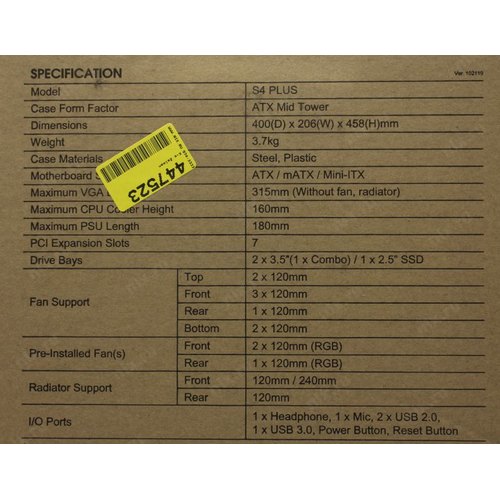 SPECIFICATION Ver. 102110
Model S4 PLUS
Case Form Factor ATX Mid Tower
Dimensions 400(D) x 206(W) x 458(H)mm
Weight 3.7kg
Case Materials Steel, Plastic
Motherboard ATX / mATX / Mini-ITX
Maximum VGA 315mm (Without fan, radiator)
Maximum CPU Cooler Height 160mm
Maximum PSU Length 180mm
PCI Expansion Slots 7
Drive Bays 2 x 3.5"(1 x Combo) / 1 x 2.5" SSD
Fan Support
Top 2 x 120mm
Front 3 x 120mm
Rear 1 x 120mm
Bottom 2 x 120mm
Pre-Installed Fan(s)
Front 2 x 120mm (RGB)
Rear 1 x 120mm (RGB)
Radiator Support
Front 120mm / 240mm
Rear 120mm
I/O Ports
1 x Headphone, 1 x Mic, 2 x USB 2.0,
1 x USB 3.0, Power Button, Reset Button
447523